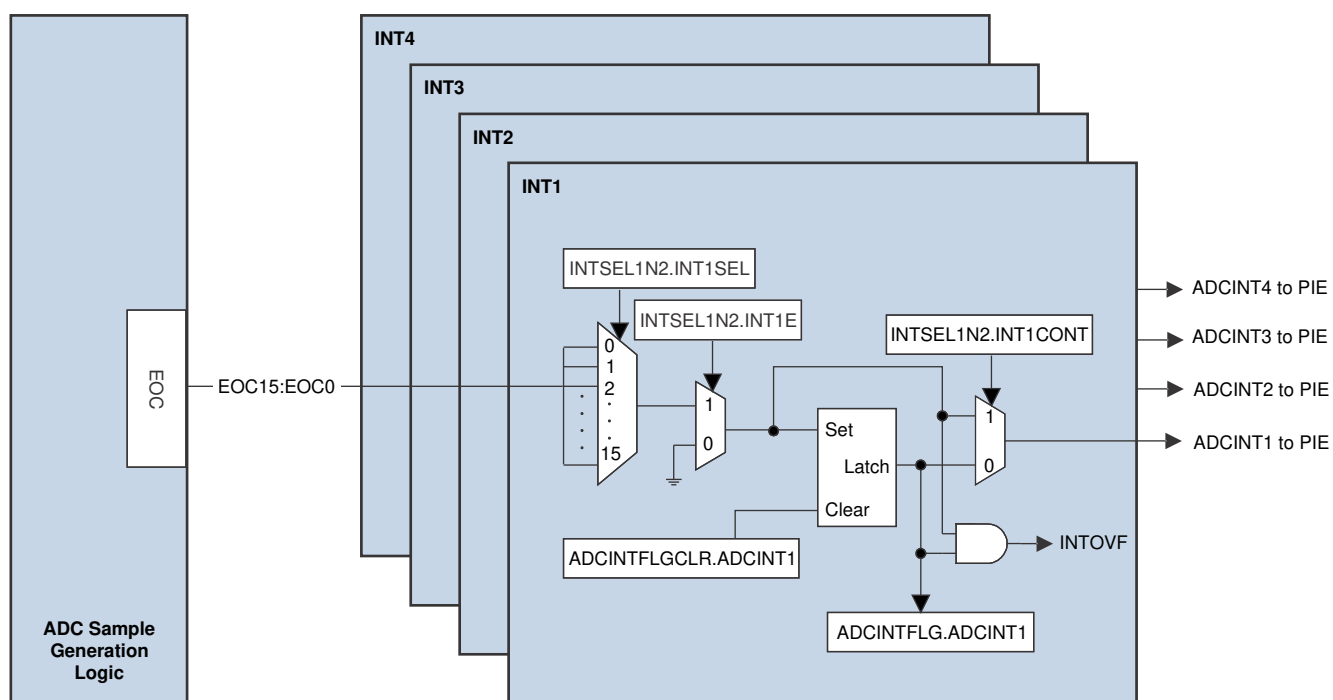 INT4
INT3
INT2
INT1
INTSEL1N2.INT1SEL
INTSEL1N2.INT1E
INTSEL1N2.INT1CONT
0
1
2
15
1
0
Set
Latch
Clear
1
0
EOC
EOC15:EOC0
ADCINT4 to PIE
ADCINT3 to PIE
ADCINT2 to PIE
ADCINT1 to PIE
ADCINTFLGCLR.ADCINT1
INTOVF
ADCINTFLG.ADCINT1
ADC Sample
Generation
Logic